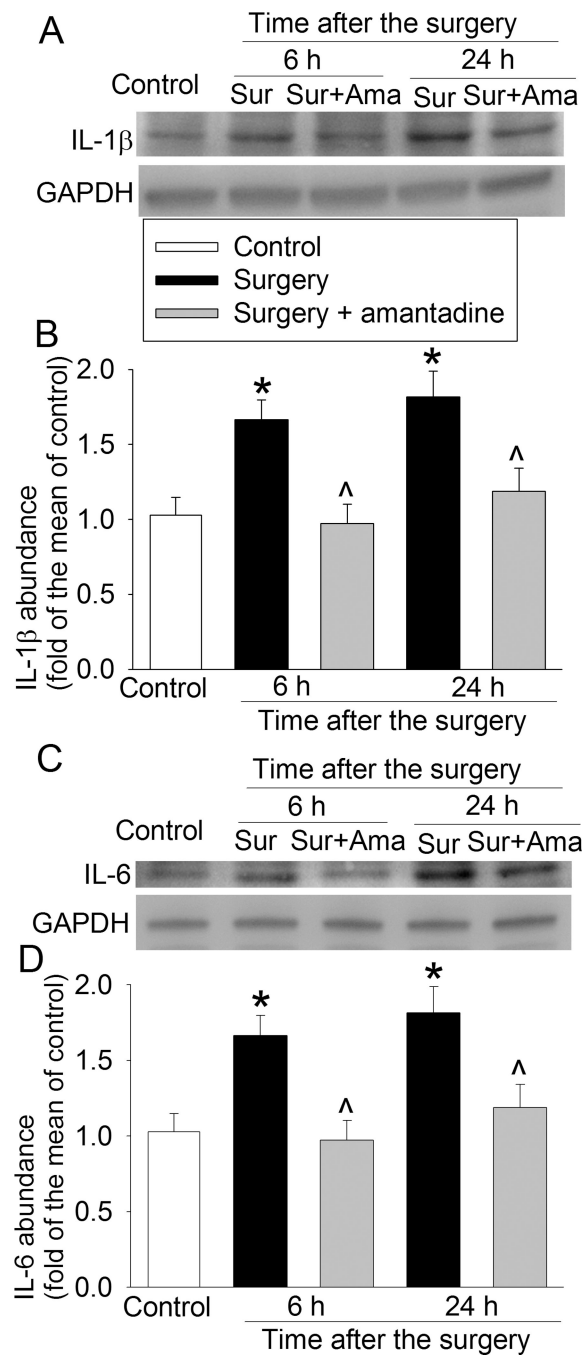 A
Time after the surgery
6 h 24 h
Control Sur Sur+Ama Sur Sur+Ama
IL-1β
GAPDH
Control
Surgery
Surgery + amantadine
B
IL-1β abundance
(fold of the mean of control)
2.0
1.5
1.0
0.5
0.0
* ^ * ^
Control 6 h 24 h
Time after the surgery
C
Time after the surgery
6 h 24 h
Control Sur Sur+Ama Sur Sur+Ama
IL-6
GAPDH
D
IL-6 abundance
(fold of the mean of control)
2.0
1.5
1.0
0.5
0.0
* ^ * ^
Control 6 h 24 h
Time after the surgery